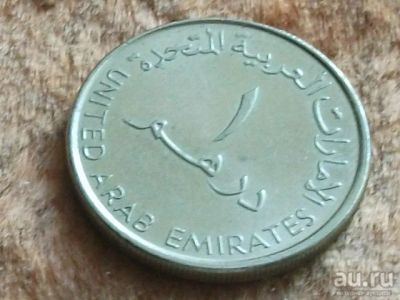 الإمارات العربية المتحدة
١
درهم
UNITED ARAB EMIRATES
au.ru